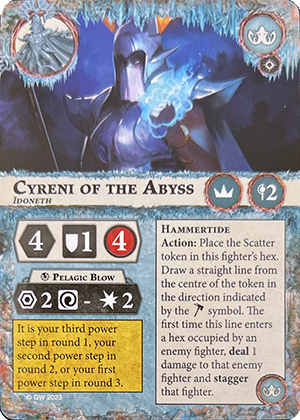 CYRENI OF THE ABYSS
IDONETH
2
4
1
4
PELAGIC BLOW
2
- 2
It is your third power
step in round 1, your
second power step in
round 2, or your first
power step in round 3.
© GW 2023
HAMMERTIDE
Action: Place the Scatter
token in this fighter's hex.
Draw a straight line from
the centre of the token in
the direction indicated
by the symbol. The
first time this line enters
a hex occupied by an
enemy fighter, deal 1
damage to that enemy
fighter and stagger
that fighter.